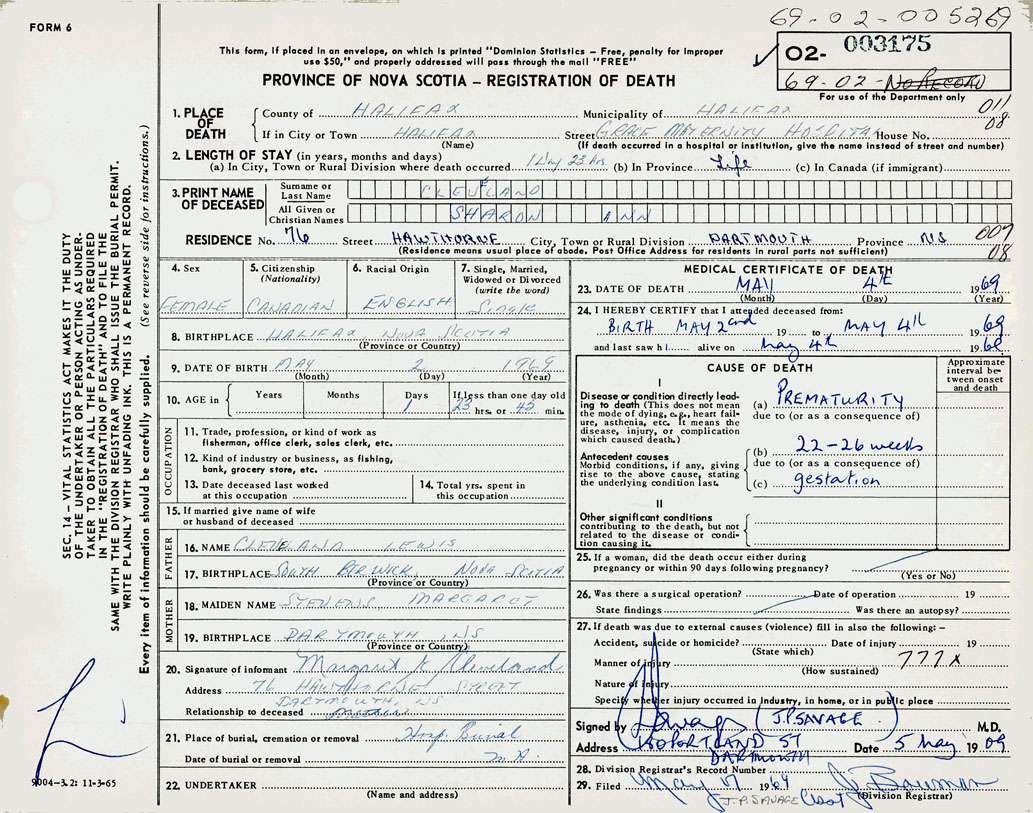 69-02-005269
FORM 6
This form, if placed in an envelope, on which is printed "Dominion Statistics – Free, penalty for improper
use $50," and properly addressed will pass through the mail "FREE"
02- 003175
69-02-No RECORD
For use of the Department only
PROVINCE OF NOVA SCOTIA – REGISTRATION OF DEATH
011
08
1. PLACE OF DEATH
County of HALIFAX Municipality of HALIFAX
If in City or Town HALIFAX Street GRACE MATERNITY HOSPITAL House No.
(Name) (If death occurred in a hospital or institution, give the name instead of street and number)
2. LENGTH OF STAY (in years, months and days)
(a) In City, Town or Rural Division where death occurred 1 Day 23 hrs. (b) In Province Life (c) In Canada (if immigrant)
3. PRINT NAME OF DECEASED
Surname or Last Name CLEVELAND
All Given or Christian Names SHARON ANN
RESIDENCE No. 76 Street HAWTHORNE City, Town or Rural Division DARTMOUTH Province NS
(Residence means usual place of abode. Post Office Address for residents in rural parts not sufficient)
007
08
4. Sex
FEMALE
5. Citizenship (Nationality)
CANADIAN
6. Racial Origin
ENGLISH
7. Single, Married, Widowed or Divorced (write the word)
Single
8. BIRTHPLACE HALIFAX NOVA SCOTIA
(Province or Country)
9. DATE OF BIRTH MAY 2 1969
(Month) (Day) (Year)
10. AGE in Years Months Days If less than one day old
1 23 hrs. or 45 min.
OCCUPATION
11. Trade, profession, or kind of work as
fisherman, office clerk, sales clerk, etc.
12. Kind of industry or business, as fishing,
bank, grocery store, etc.
13. Date deceased last worked
at this occupation
14. Total yrs. spent in
this occupation
15. If married give name of wife
or husband of deceased
FATHER
16. NAME CLEVELAND LEWIS
17. BIRTHPLACE SOUTH BERWICK, NOVA SCOTIA
(Province or Country)
MOTHER
18. MAIDEN NAME STEVENS MARGARET
19. BIRTHPLACE DARTMOUTH, NS
(Province or Country)
20. Signature of informant Margaret Cleveland
Address 76 HAWTHORNE STREET
DARTMOUTH, NS
Relationship to deceased Mother
21. Place of burial, cremation or removal Hosp. Burial
Date of burial or removal
22. UNDERTAKER
(Name and address)
MEDICAL CERTIFICATE OF DEATH
23. DATE OF DEATH MAY 4th 1969
(Month) (Day) (Year)
24. I HEREBY CERTIFY that I attended deceased from:
BIRTH MAY 2nd 19 to MAY 4th 1969
and last saw h alive on May 4th 1969
CAUSE OF DEATH
Approximate interval between onset and death
I
Disease or condition directly leading to death (This does not mean the mode of dying, e.g., heart failure, asthenia, etc. It means the disease, injury, or complication which caused death.)
(a) PREMATURITY
due to (or as a consequence of)
Antecedent causes
Morbid conditions, if any, giving rise to the above cause, stating the underlying condition last.
(b) 22-26 weeks
due to (or as a consequence of)
(c) gestation
II
Other significant conditions
contributing to the death, but not related to the disease or condition causing it.
25. If a woman, did the death occur either during
pregnancy or within 90 days following pregnancy?
(Yes or No)
26. Was there a surgical operation? Date of operation 19
State findings Was there an autopsy?
27. If death was due to external causes (violence) fill in also the following: –
Accident, suicide or homicide? Date of injury 19
(State which)
Manner of injury 777X
(How sustained)
Nature of injury
Specify whether injury occurred in industry, in home, or in public place
Signed by Savage (J.P. SAVAGE) M.D.
Address 160 PORTLAND ST Date 5 May 1969
DARTMOUTH
28. Division Registrar's Record Number
29. Filed May 1969
(Division Registrar)
J.P. SAVAGE
SEC. 14 – VITAL STATISTICS ACT MAKES IT THE DUTY
OF THE UNDERTAKER OR PERSON ACTING AS UNDER-
TAKER TO OBTAIN ALL THE PARTICULARS REQUIRED
IN THE "REGISTRATION OF DEATH" AND TO FILE THE
SAME WITH THE DIVISION REGISTRAR WHO SHALL ISSUE THE BURIAL PERMIT.
WRITE PLAINLY WITH UNFADING INK. THIS IS A PERMANENT RECORD.
Every item of information should be carefully supplied. (See reverse side for instructions.)
9004-3.2: 11-3-65